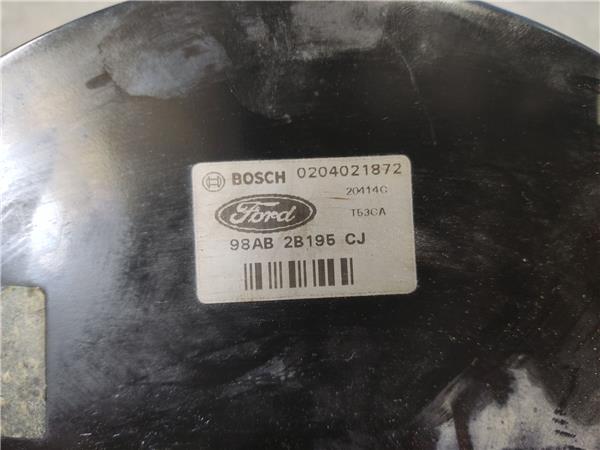 BOSCH 0204021872
20414C
Ford T53CA
98AB 2B195 CJ